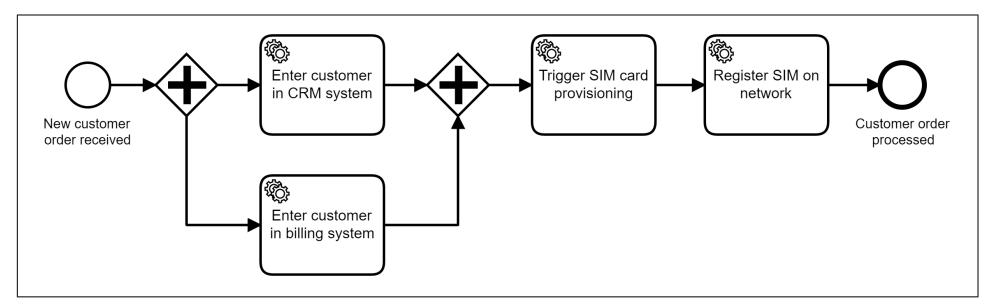 New customer
order received
Enter customer
in CRM system
Enter customer
in billing system
Trigger SIM card
provisioning
Register SIM on
network
Customer order
processed